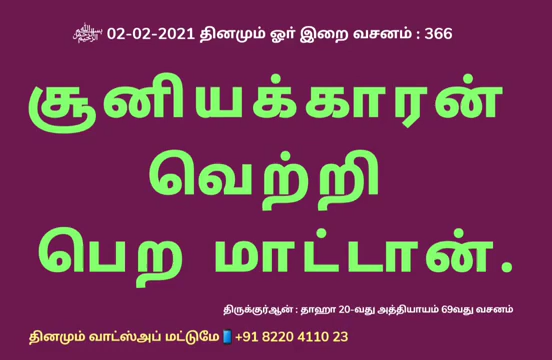 ﷽ 02-02-2021 தினமும் ஓர் இறை வசனம் : 366
சூனியக்காரன்
வெற்றி
பெற மாட்டான்.
திருக்குர்ஆன் : தாஹா 20-வது அத்தியாயம் 69வது வசனம்
தினமும் வாட்ஸ்அப் மட்டுமே📱+91 8220 4110 23